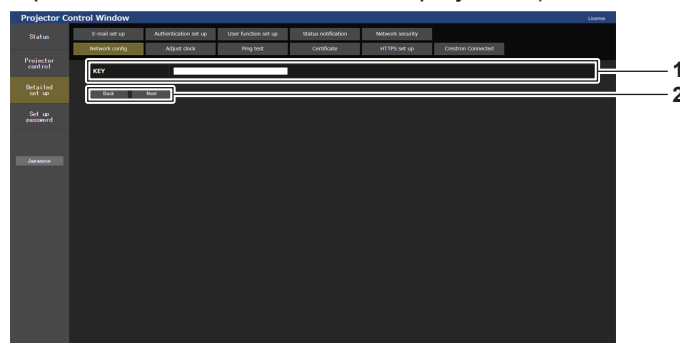 Projector Control Window
License
Status
E-mail set up
Authentication set up
User function set up
Status notification
Network security
Network config
Adjust clock
Ping test
Certificate
HTTPS set up
Crestron Connected
Projector
control
KEY
1
Detailed
set up
Back
Next
2
Set up
password
Japanese